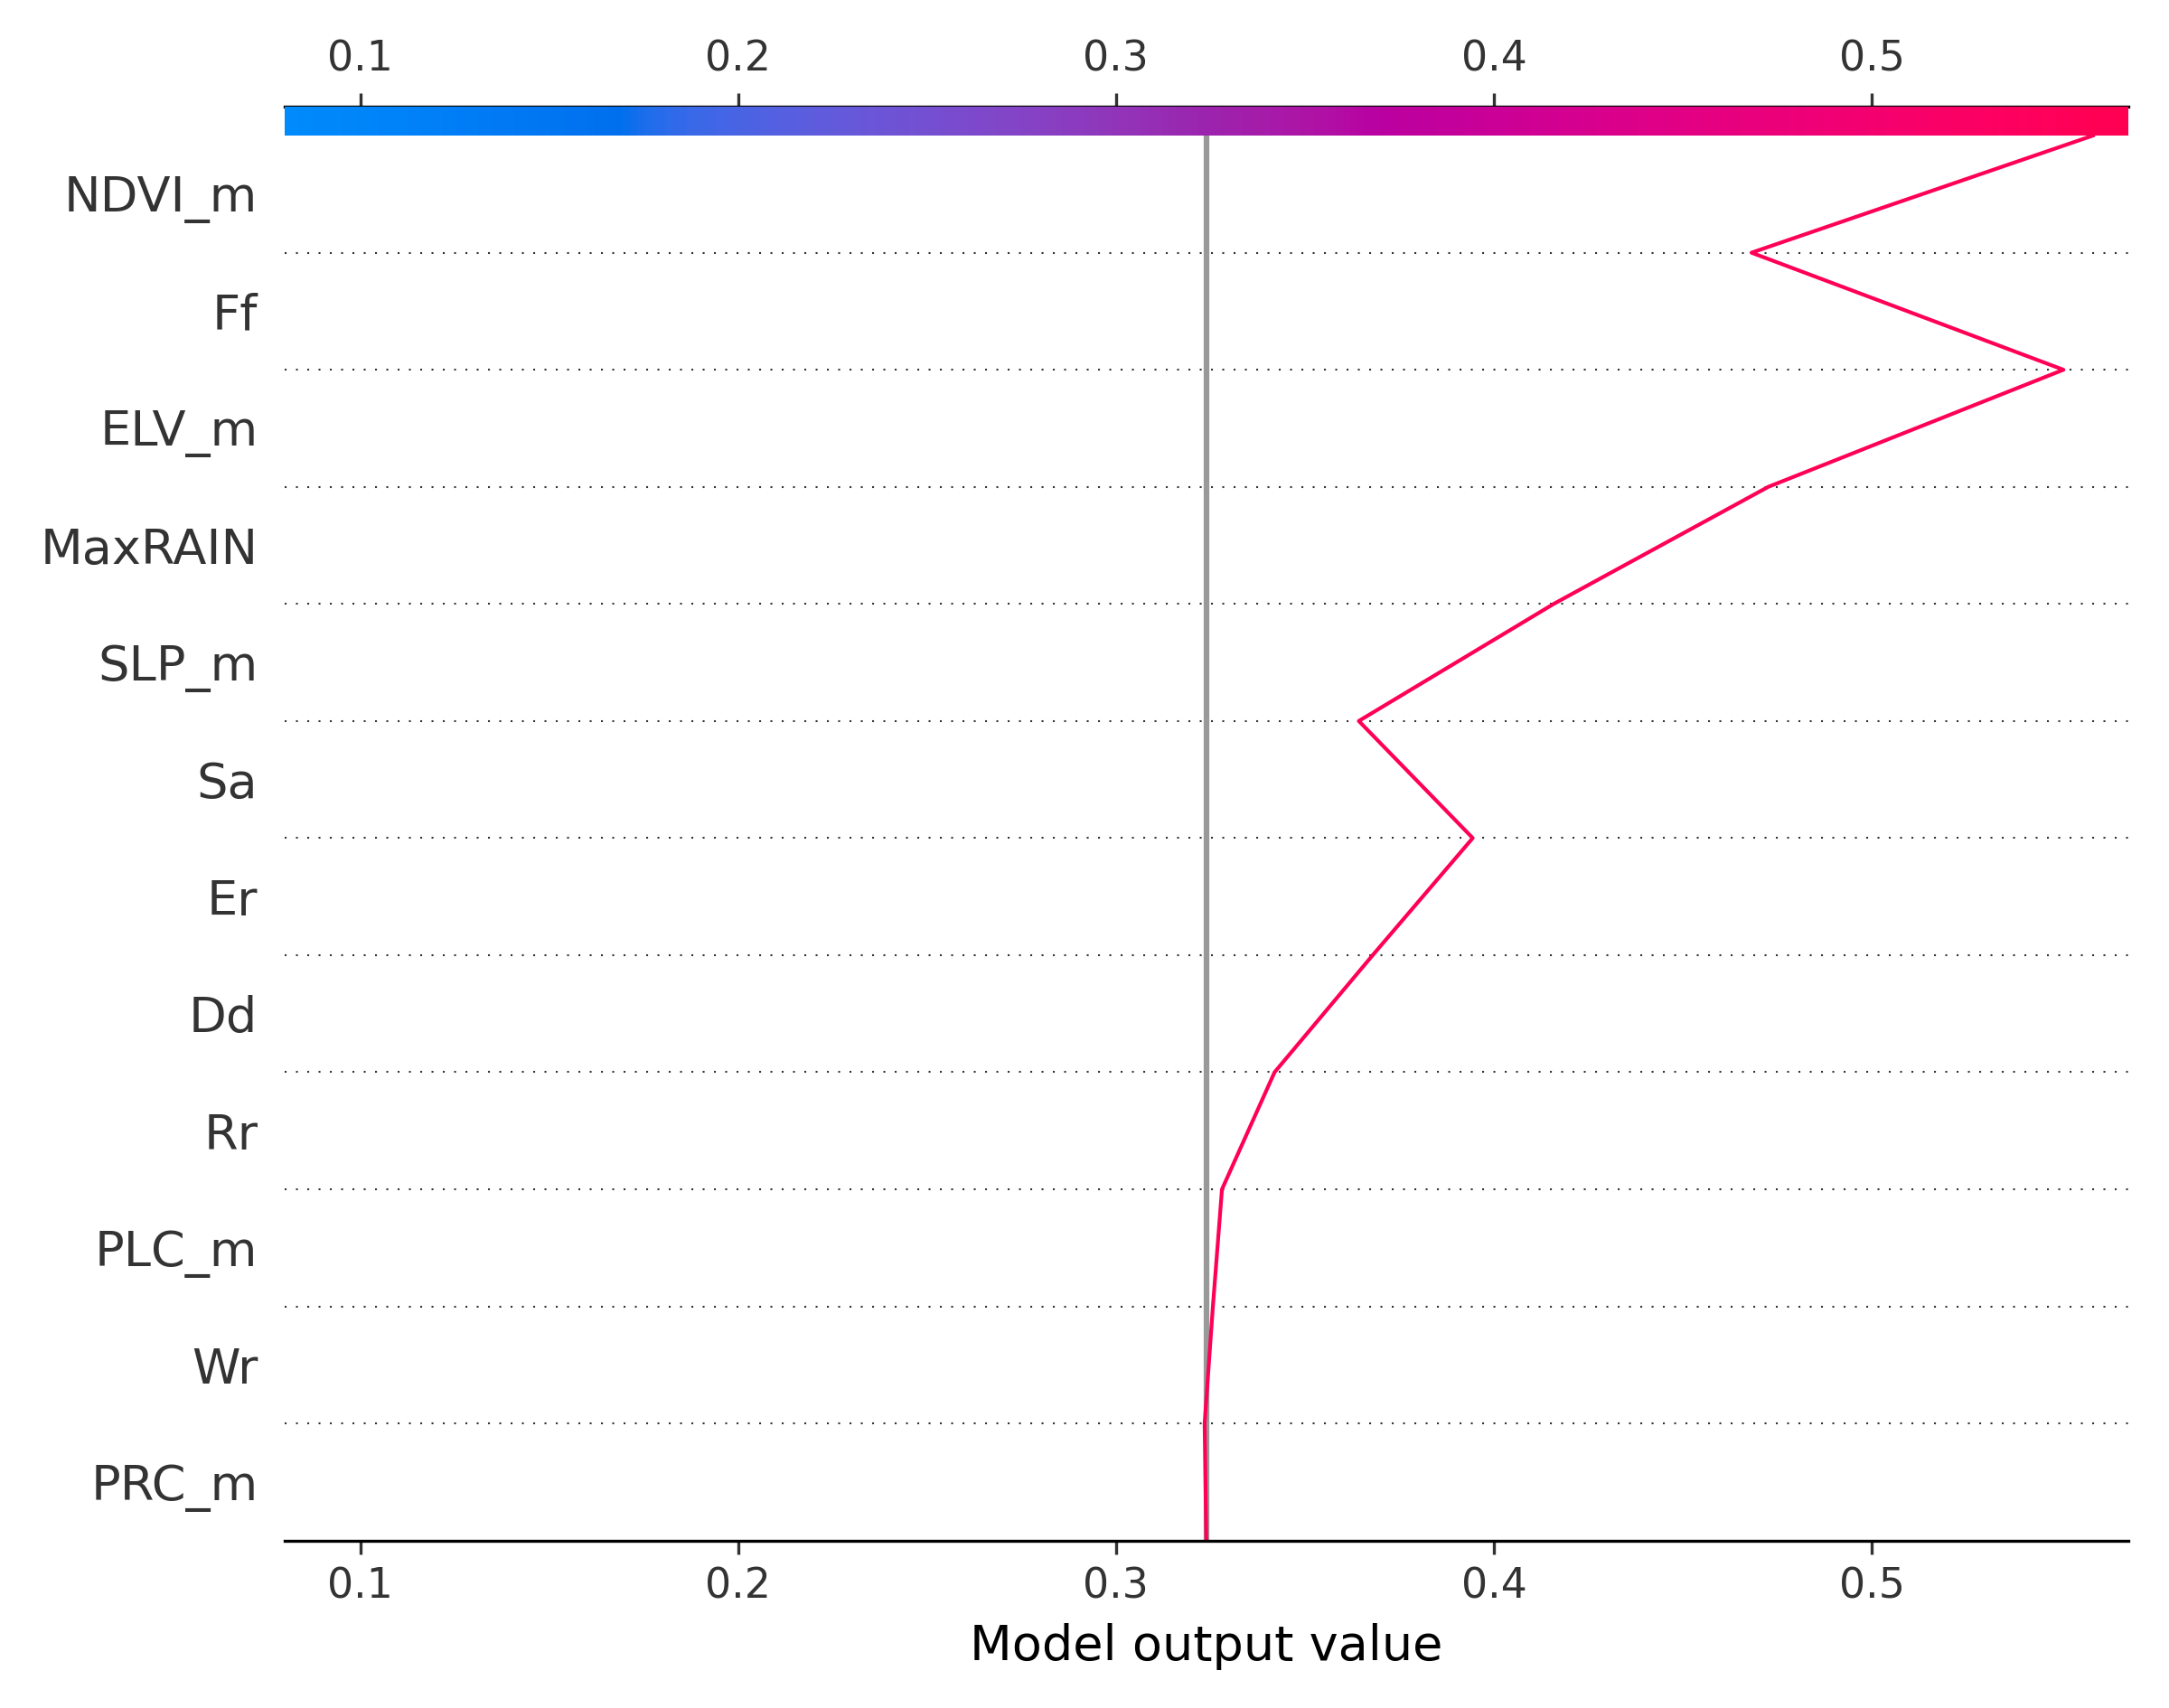 0.1 0.2 0.3 0.4 0.5
NDVI_m
Ff
ELV_m
MaxRAIN
SLP_m
Sa
Er
Dd
Rr
PLC_m
Wr
PRC_m
0.1 0.2 0.3 0.4 0.5
Model output value